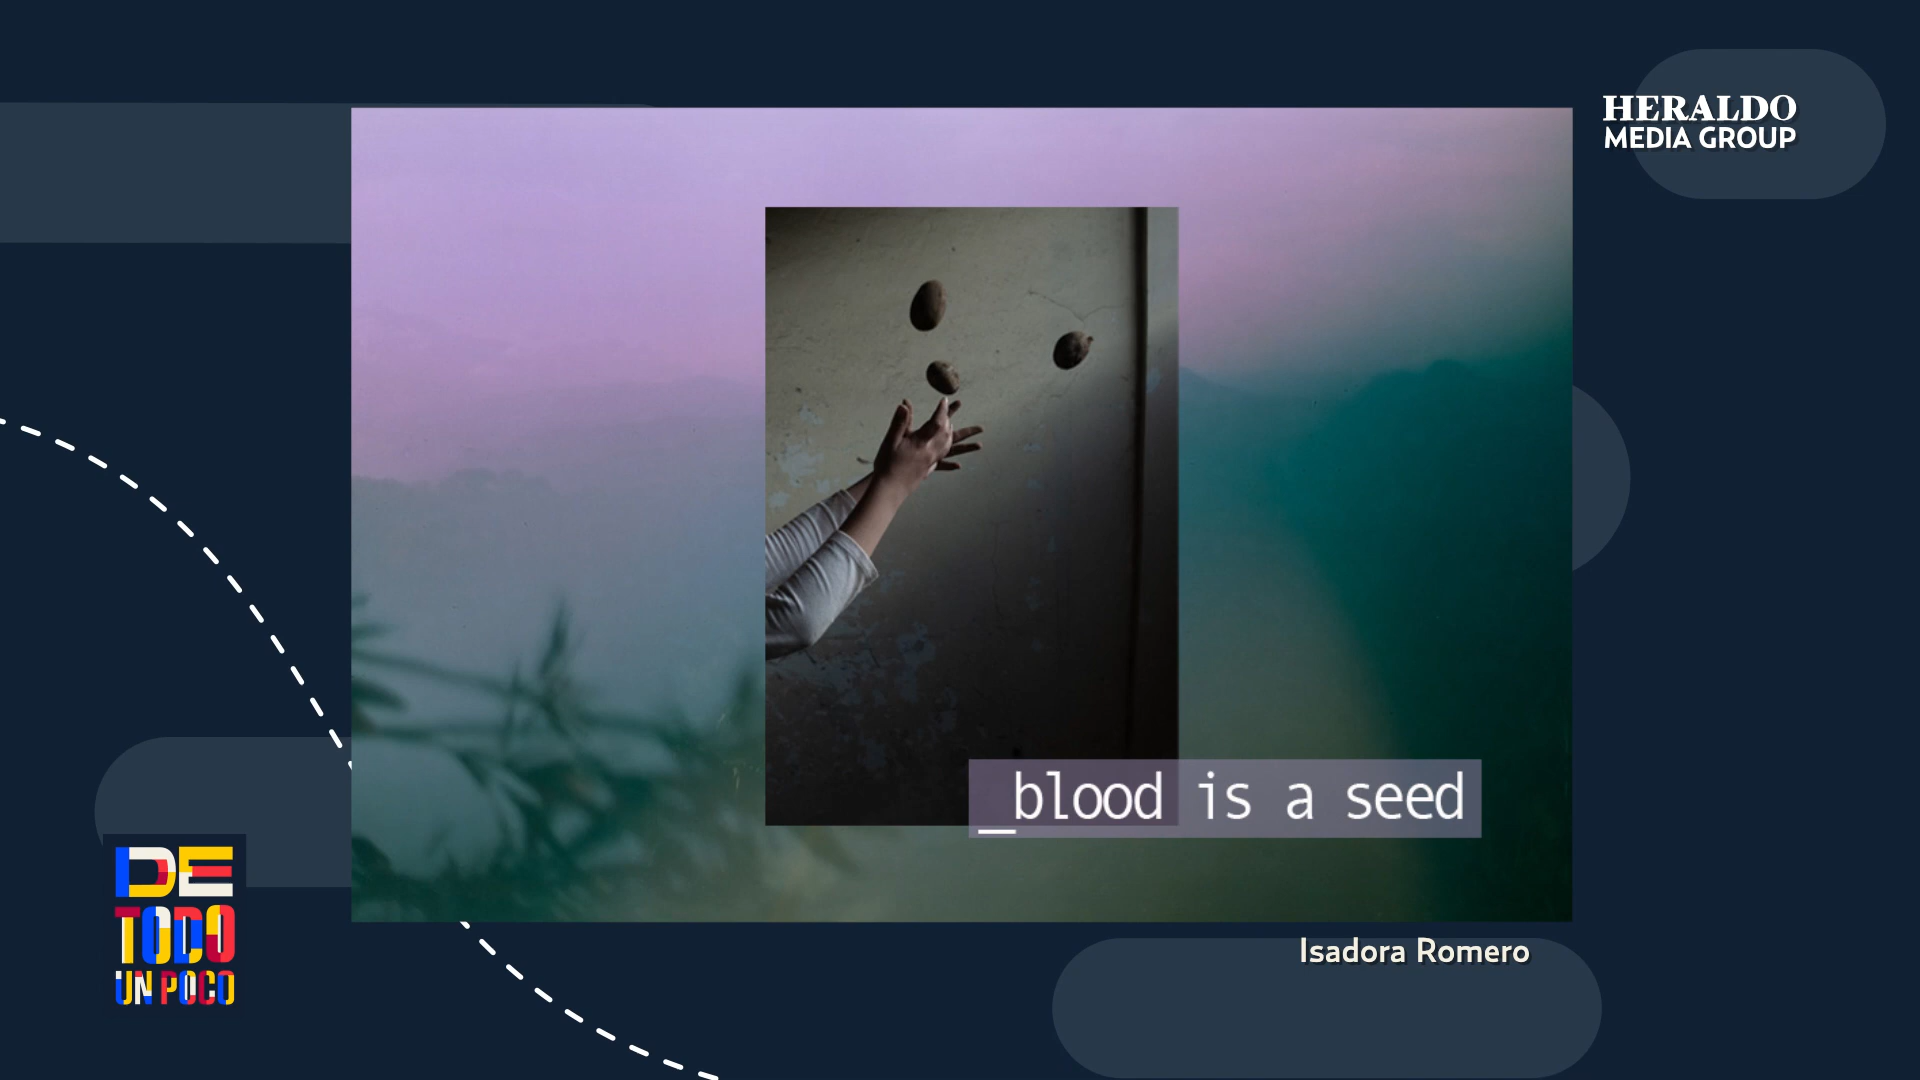 HERALDO
MEDIA GROUP
_blood is a seed
Isadora Romero
DE
TODO
UN POCO